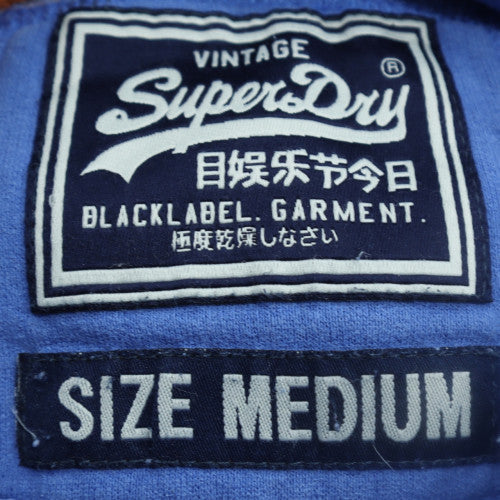 VINTAGE
SuperDry ®
目娱乐节今日
BLACKLABEL. GARMENT.
極度乾燥しなさい
SIZE MEDIUM